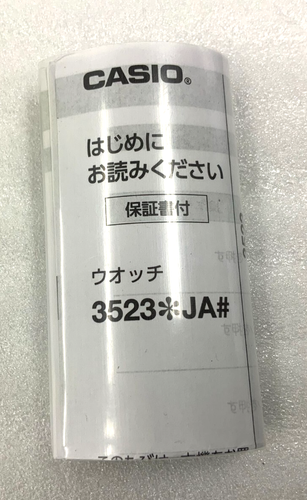 CASIO®
はじめに
お読みください
保証書付
ウオッチ
3523✼JA#